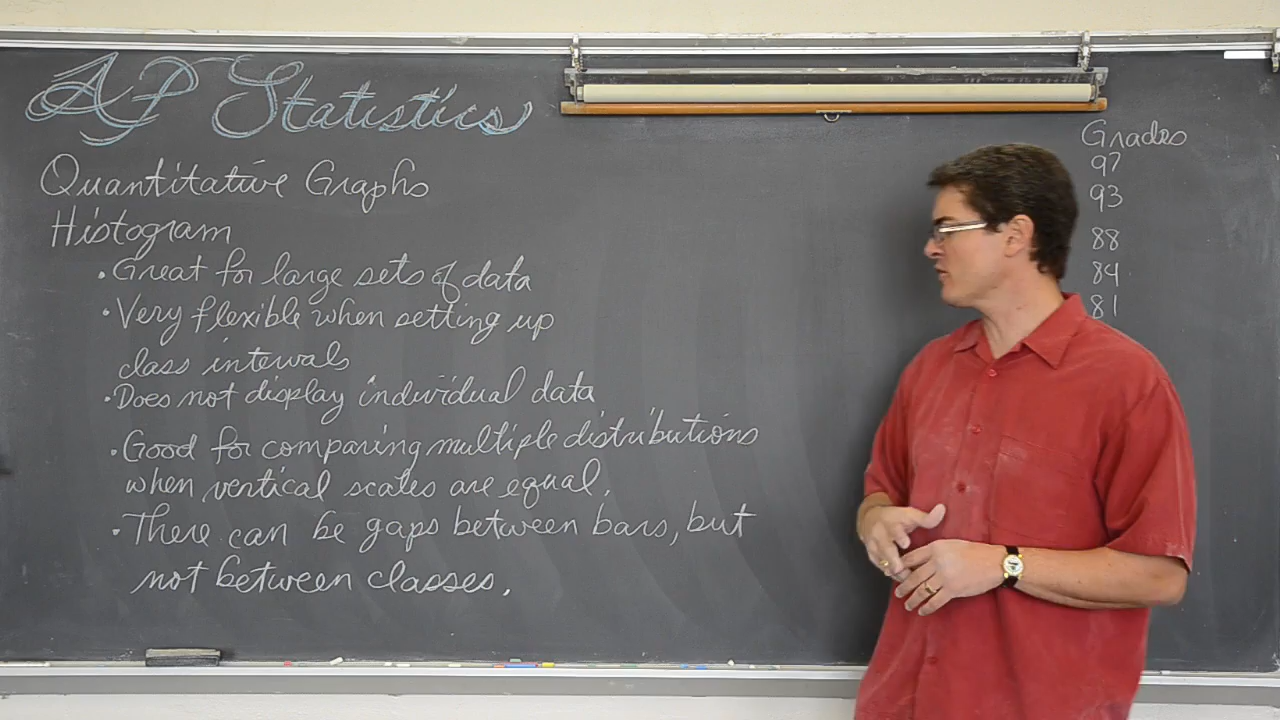 AP Statistics
Quantitative Graphs
Histogram
• Great for large sets of data
• Very flexible when setting up
class intervals
• Does not display individual data
• Good for comparing multiple distributions
when vertical scales are equal.
• There can be gaps between bars, but
not between classes.
Grades
97
93
88
84
81